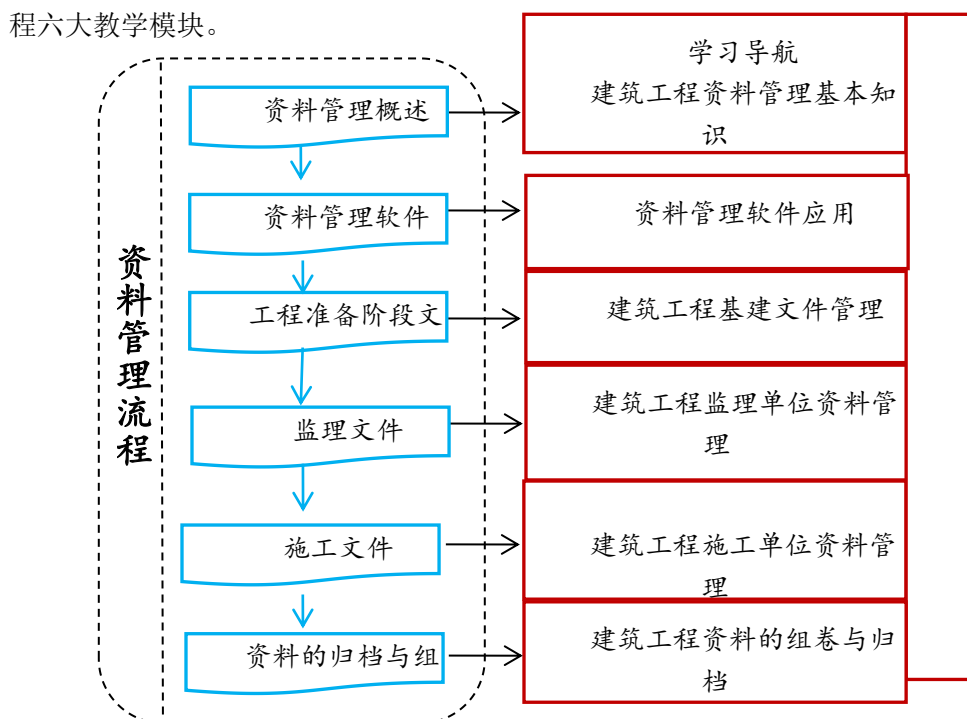 程六大教学模块。
学习导航
建筑工程资料管理基本知
识
资料管理概述
资料管理软件
资料管理软件应用
资料管理流程
工程准备阶段文
建筑工程基建文件管理
监理文件
建筑工程监理单位资料管
理
施工文件
建筑工程施工单位资料管
理
资料的归档与组
建筑工程资料的组卷与归
档